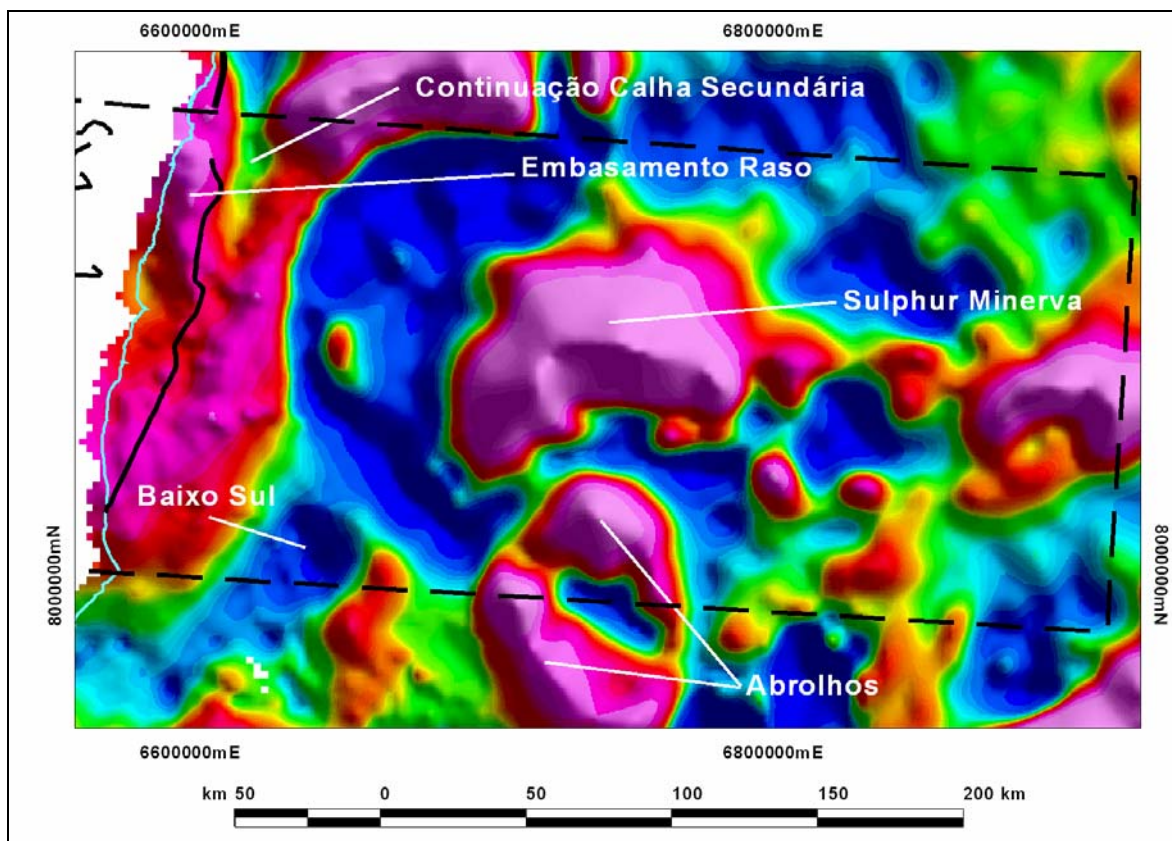 6600000mE 6800000mE
Continuação Calha Secundária
Embasamento Raso
Sulphur Minerva
Baixo Sul
8000000mN
8000000mN
Abrolhos
6600000mE 6800000mE
km 50 0 50 100 150 200 km